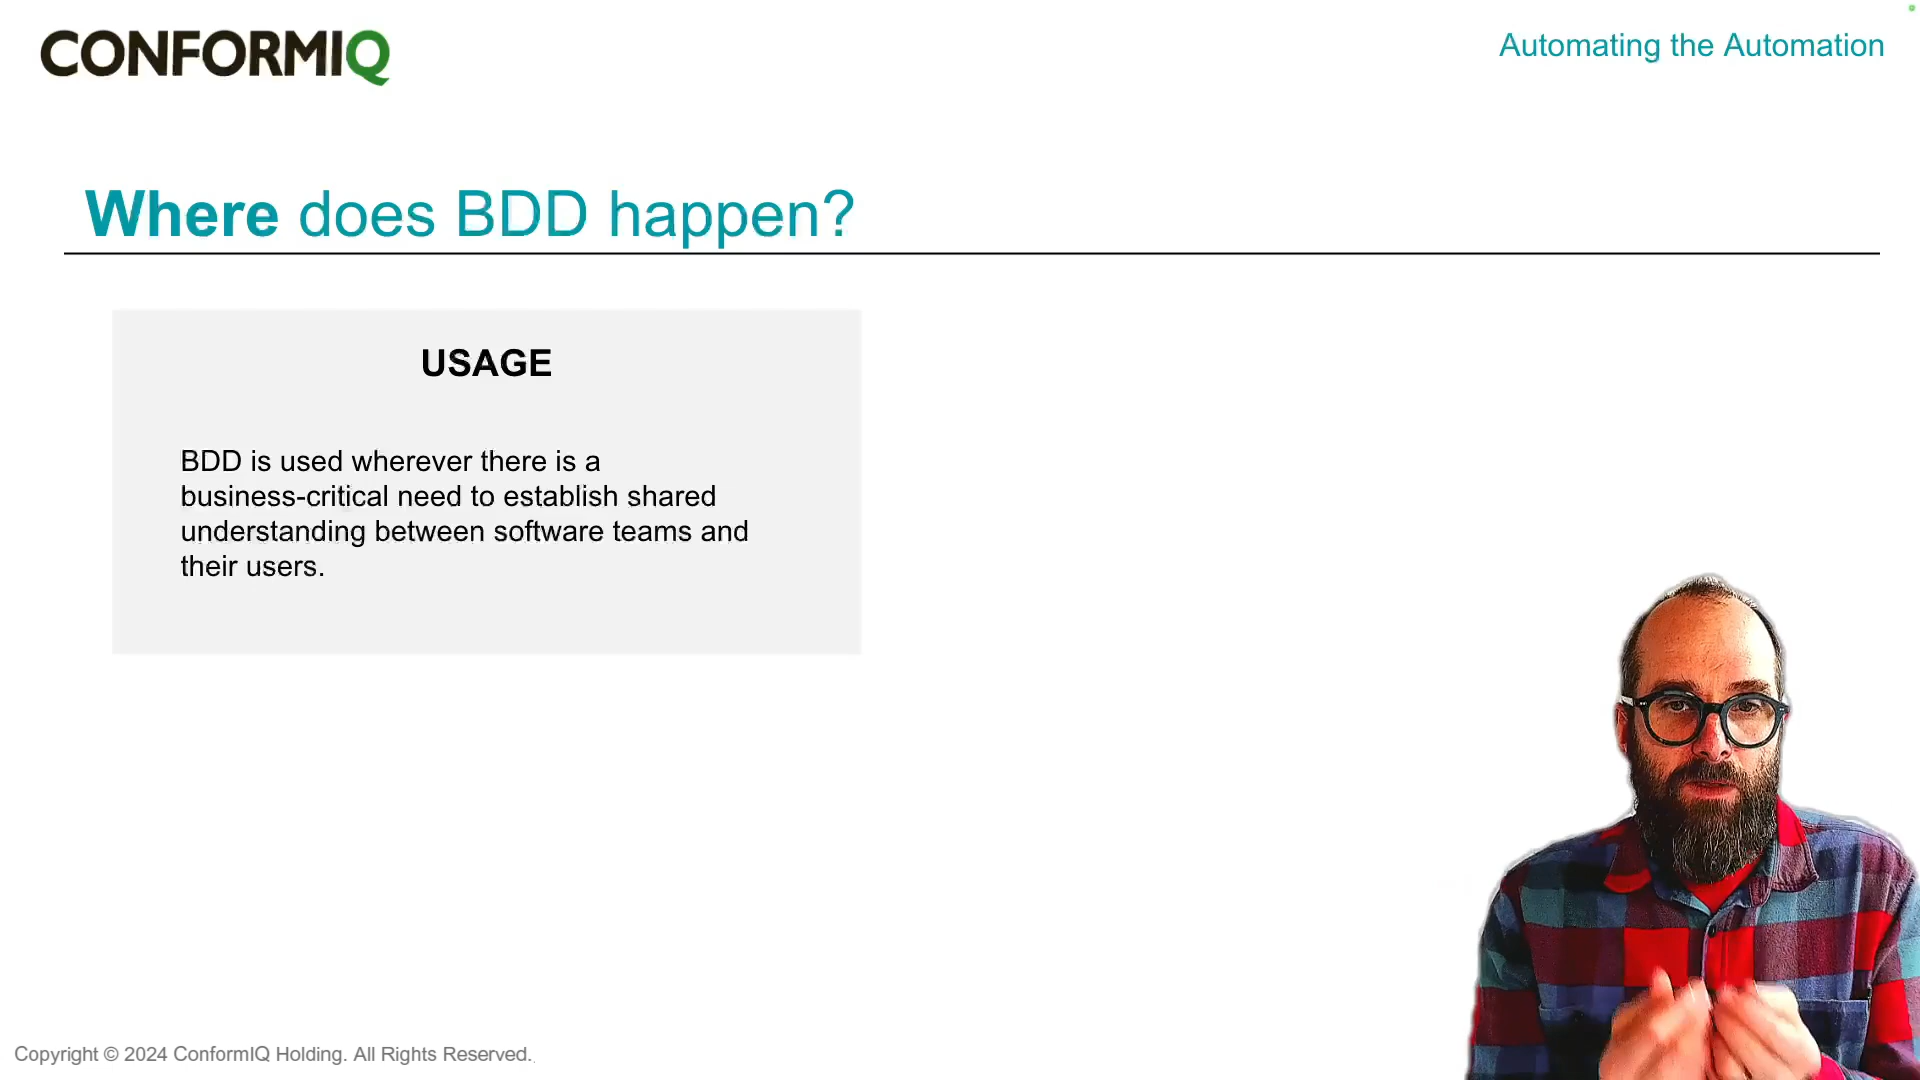 CONFORMIQ
Automating the Automation
Where does BDD happen?
USAGE
BDD is used wherever there is a
business-critical need to establish shared
understanding between software teams and
their users.
Copyright © 2024 ConformIQ Holding. All Rights Reserved.